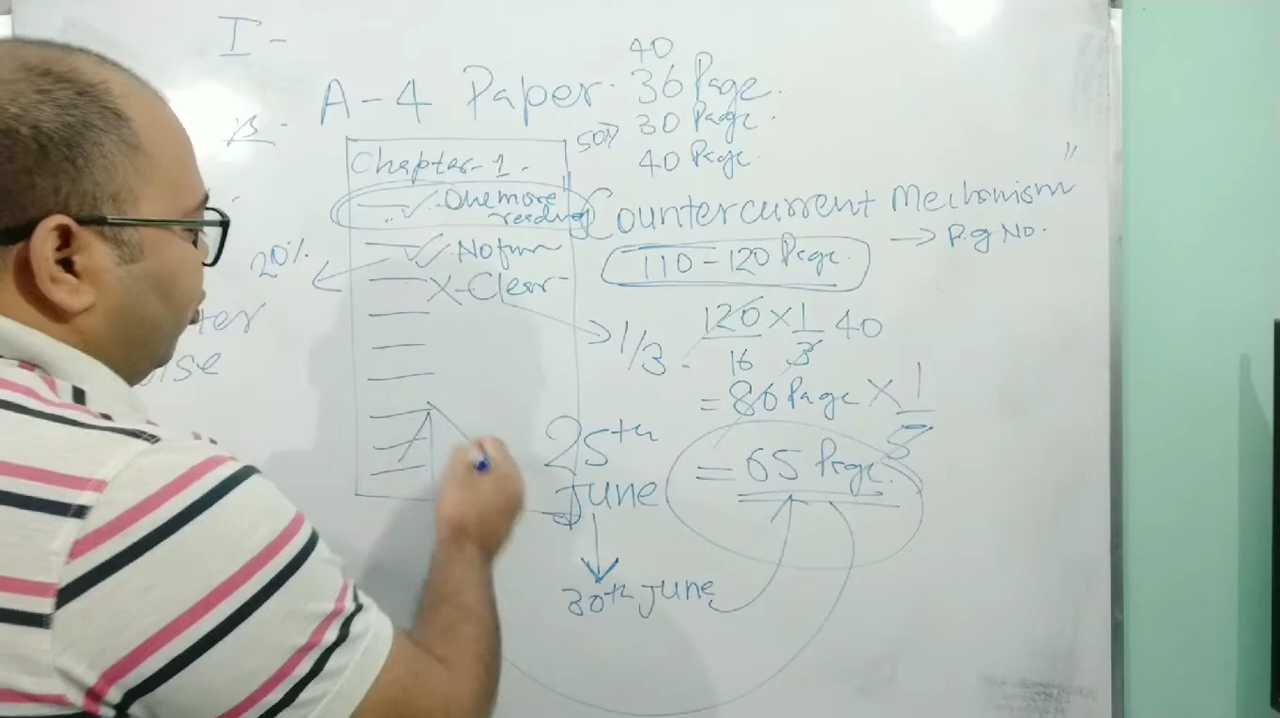 I -
40
A-4 Paper. 36 Page.
B -
50% 30 Page.
Chapter-1.
40 Page.
One more reading
Countercurrent Mechanism
→ P.g No.
20%
No fur
110-120 Page.
X-Clear
1/3
120 × 1 40
16 3
= 80 Page × 1
5
25th
June
= 65 Page.
30th June